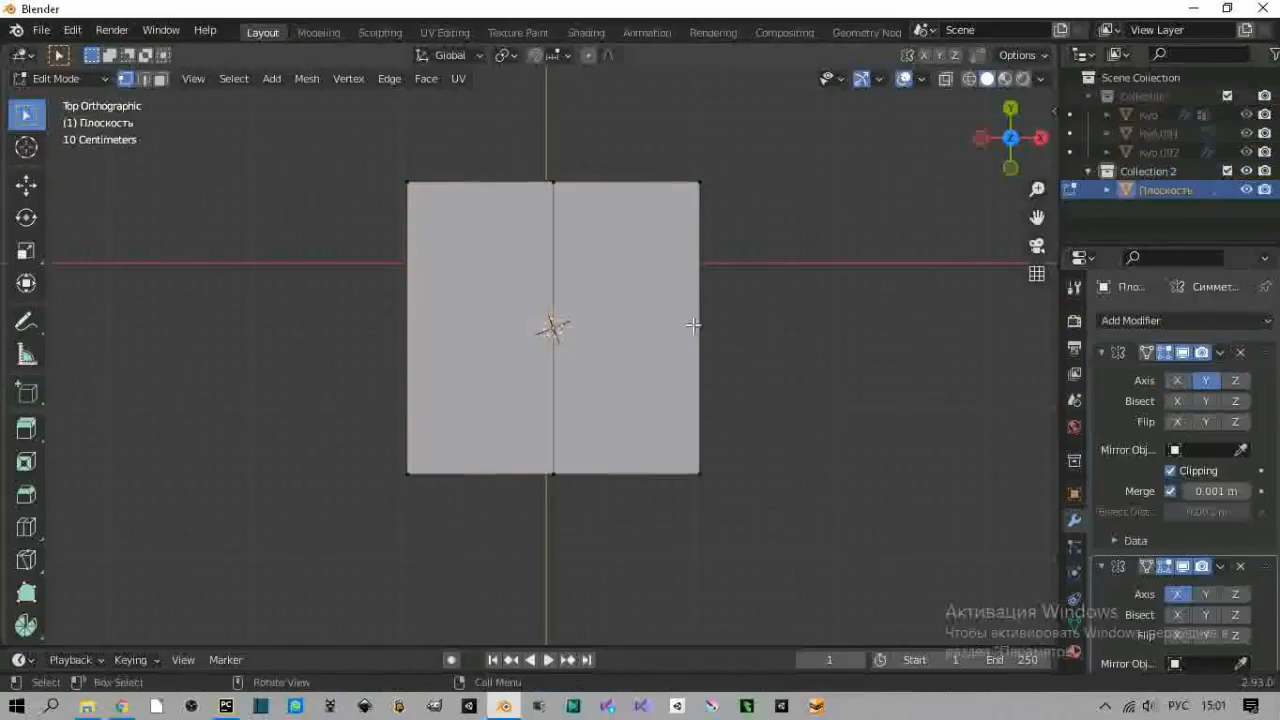 Blender
File Edit Render Window Help Layout Modeling Sculpting UV Editing Texture Paint Shading Animation Rendering Compositing Geometry Nod Scene View Layer
Global Options
Edit Mode View Select Add Mesh Vertex Edge Face UV
Scene Collection
Top Orthographic
(1) Плоскость
10 Centimeters
Collection
Куб
Куб.001
Куб.002
Collection 2
Плоскость
Y
X
Z
Пло... Симмет...
Add Modifier
Axis X Y Z
Bisect X Y Z
Flip X Y Z
Mirror Obj...
Clipping
Merge 0.001 m
Bisect Dist...
Data
Axis X Y Z
Bisect X Y Z
Flip X Y Z
Mirror Obj...
Активация Windows
Чтобы активировать Windows, перейдите в
раздел "Параметры".
Playback Keying View Marker 1 Start 1 End 250
Select Box Select Rotate View Call Menu 2.93.0
РУС 15:01